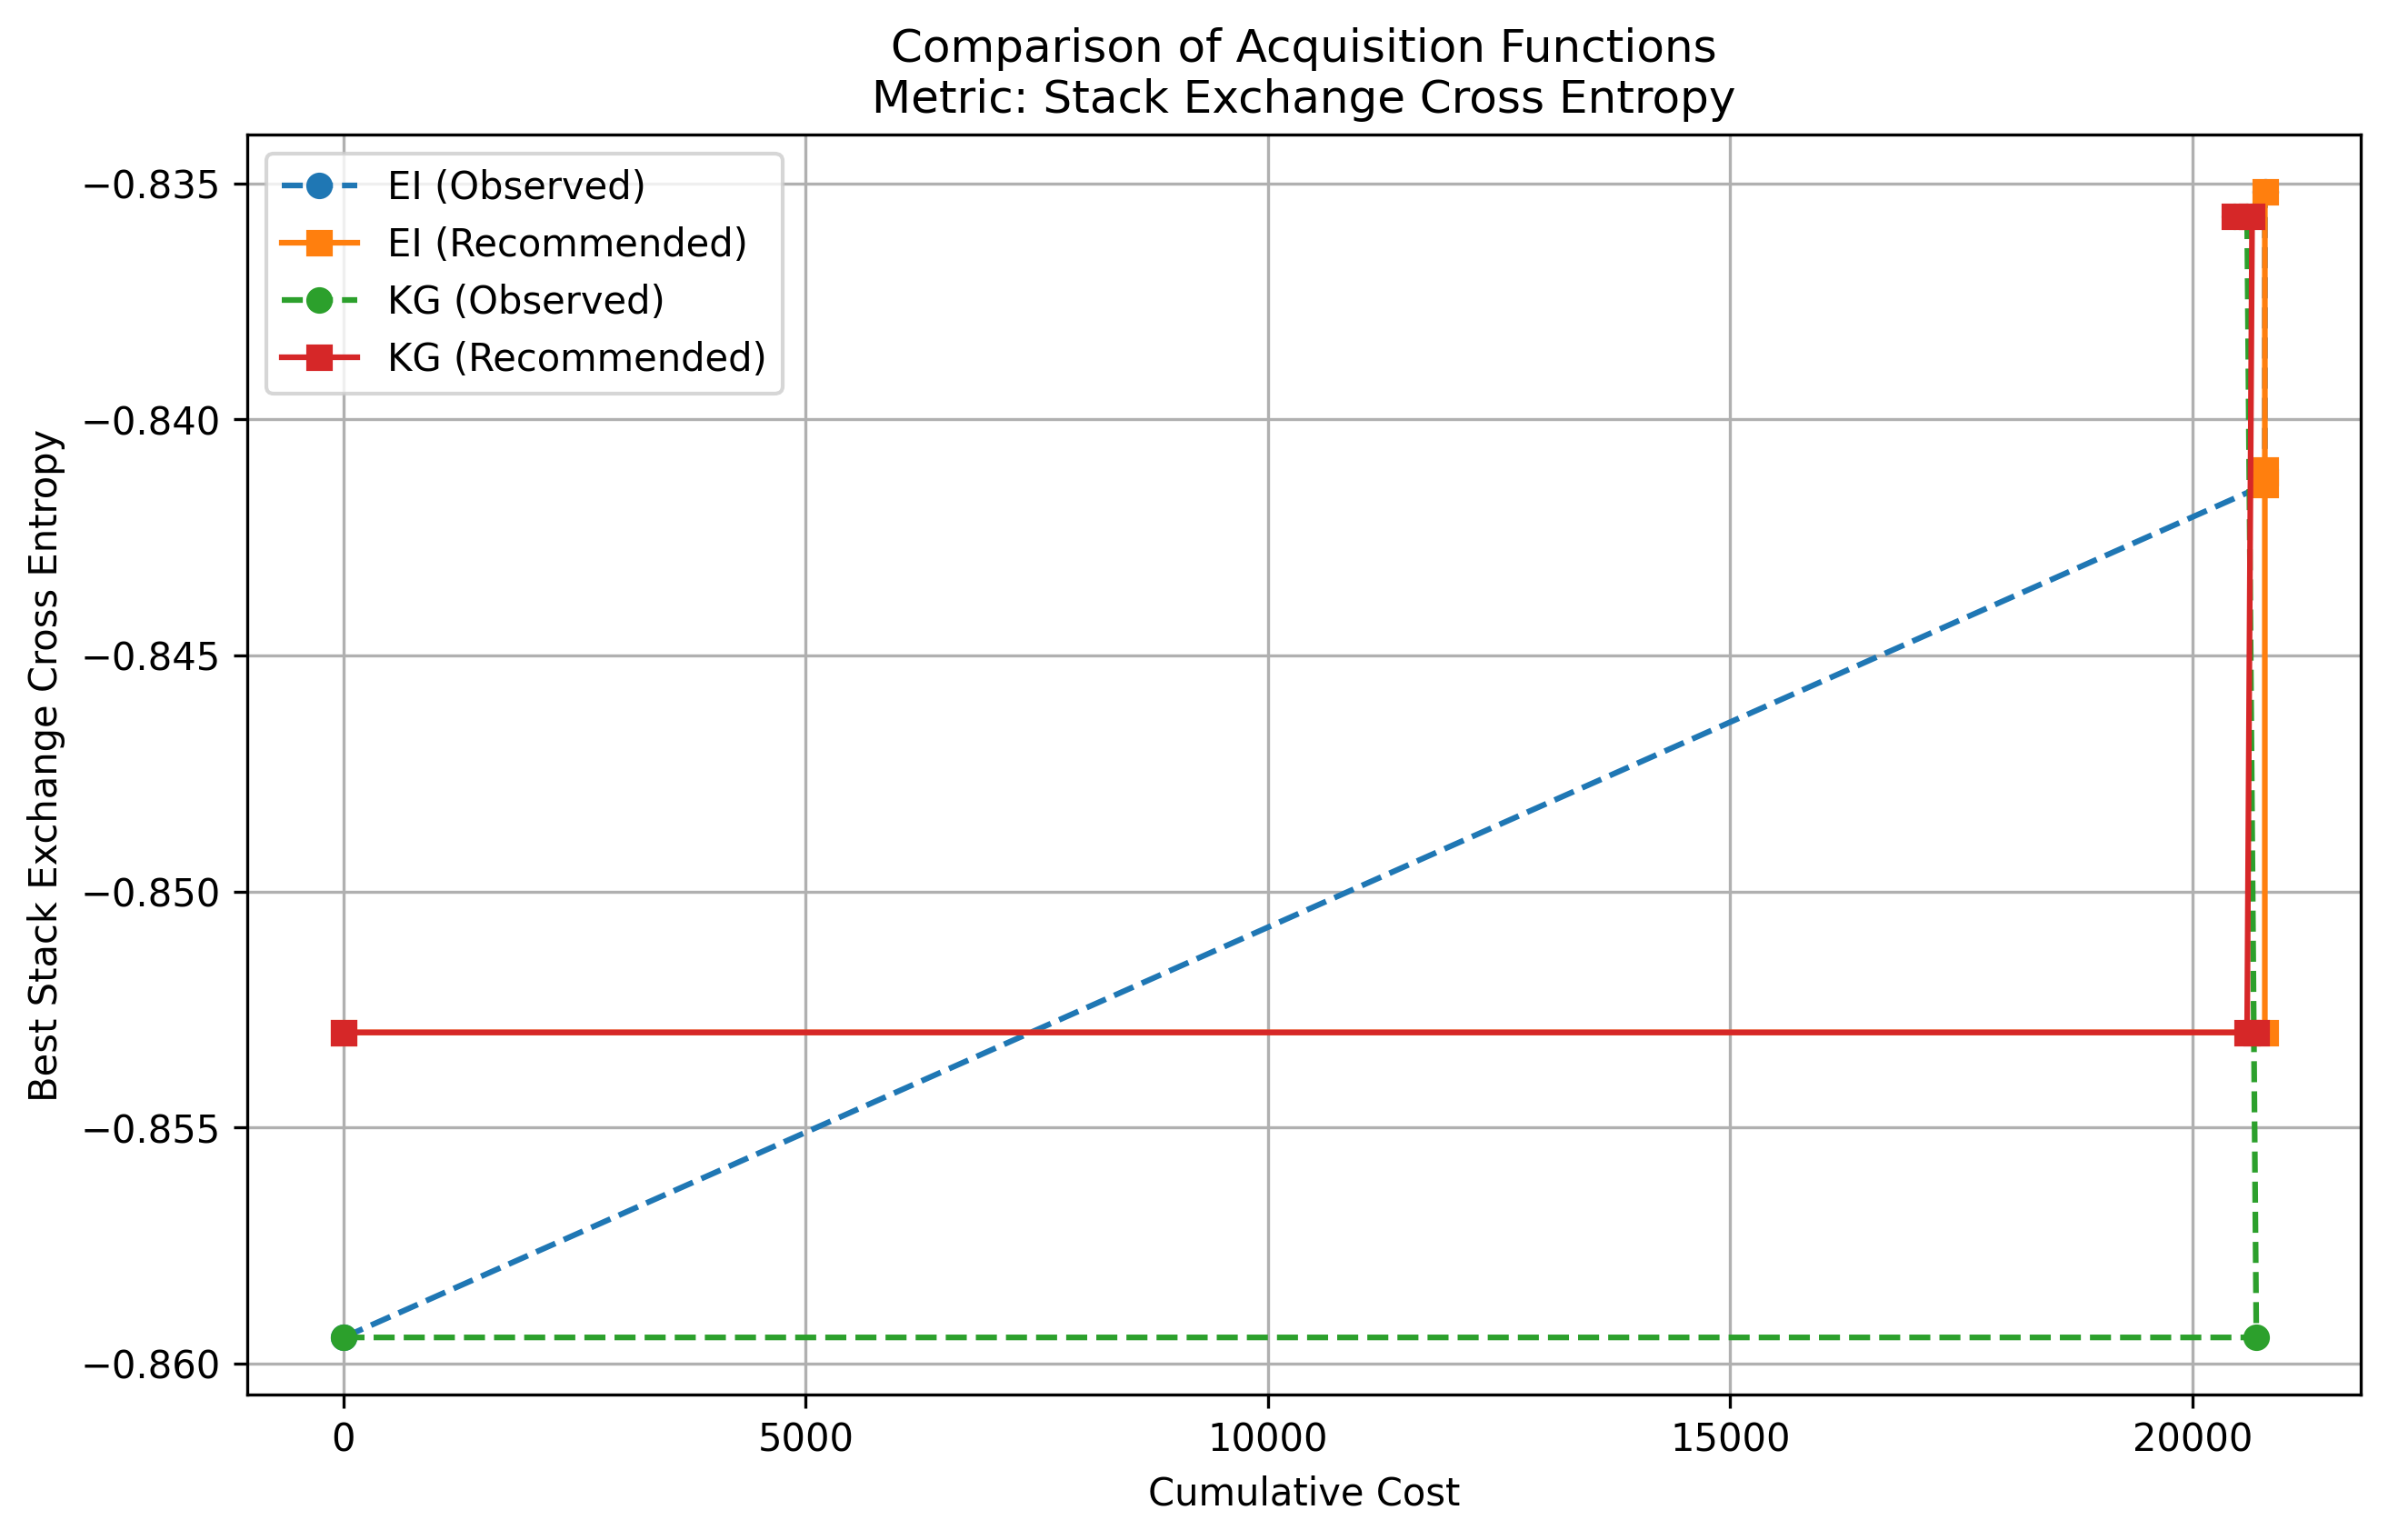 Comparison of Acquisition Functions
Metric: Stack Exchange Cross Entropy
EI (Observed)
EI (Recommended)
KG (Observed)
KG (Recommended)
Best Stack Exchange Cross Entropy
−0.835
−0.840
−0.845
−0.850
−0.855
−0.860
0
5000
10000
15000
20000
Cumulative Cost